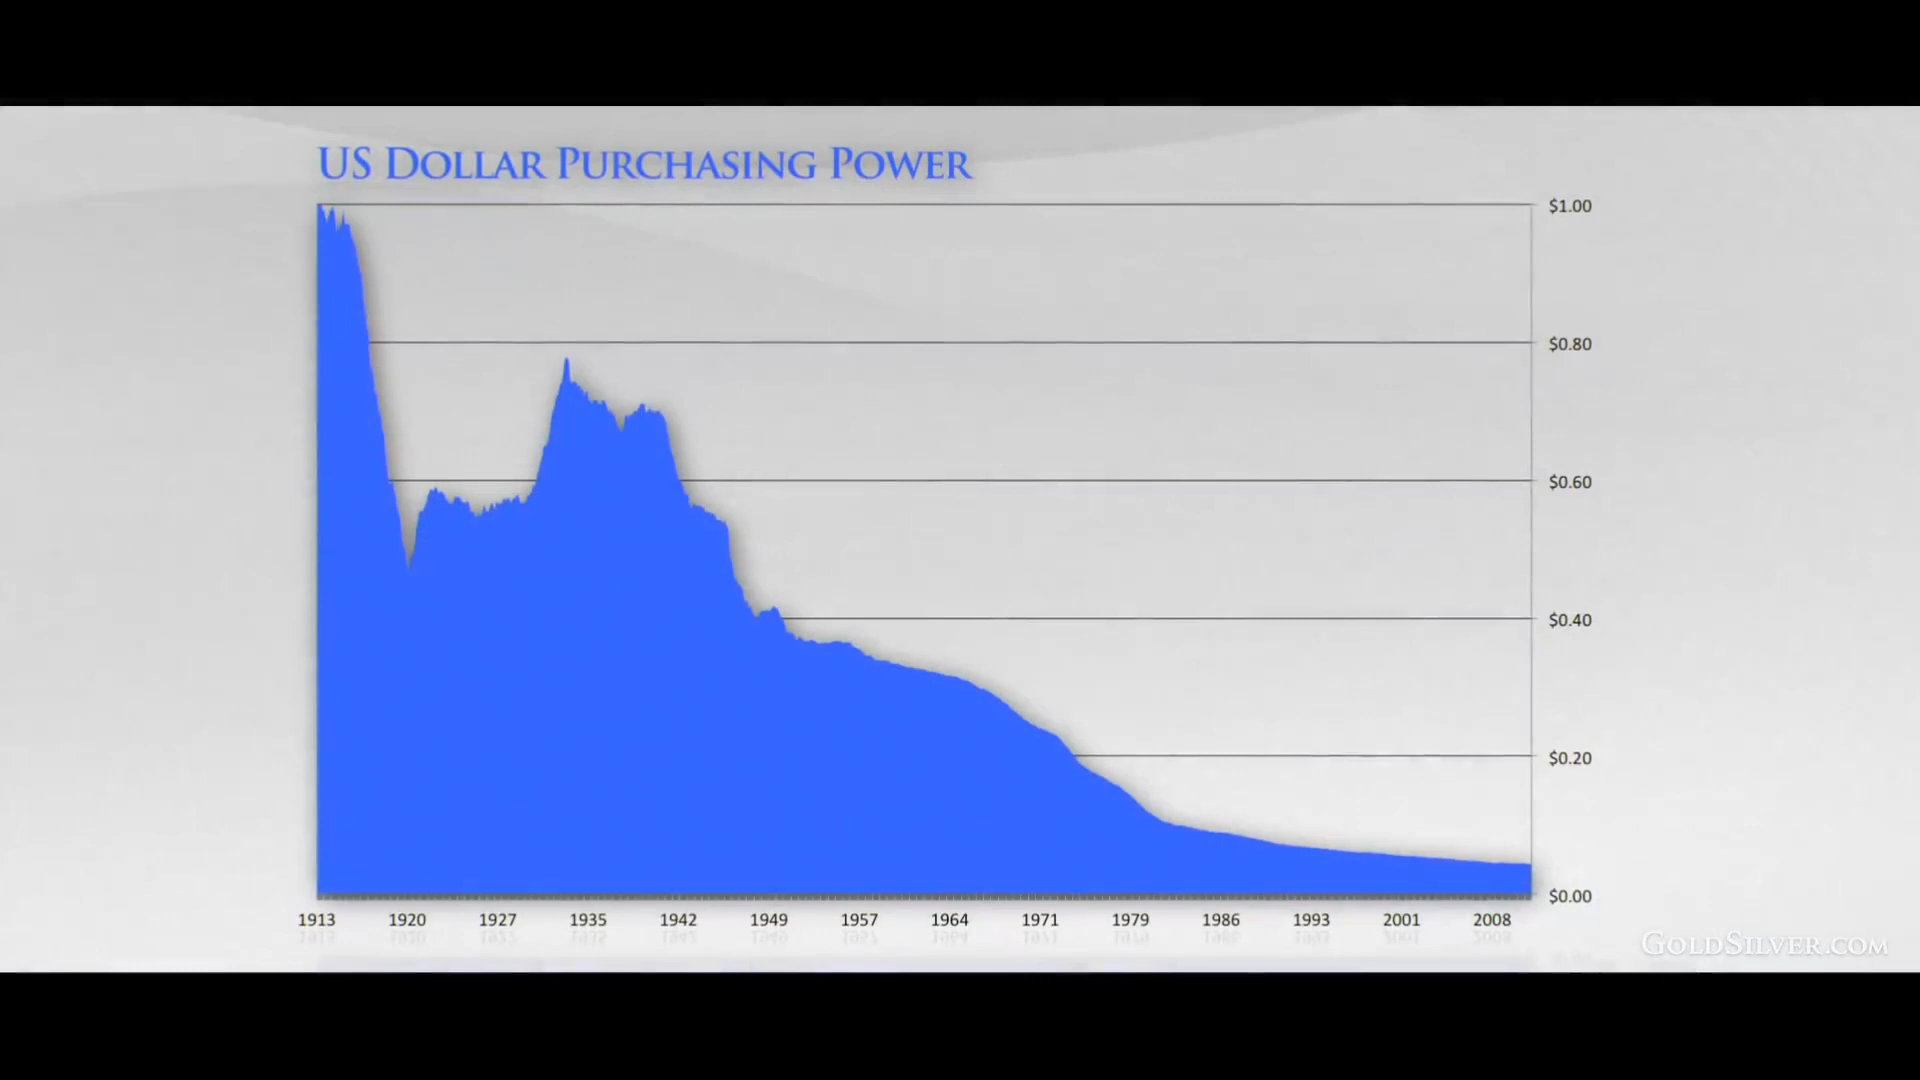 US DOLLAR PURCHASING POWER
$1.00
$0.80
$0.60
$0.40
$0.20
$0.00
1913 1920 1927 1935 1942 1949 1957 1964 1971 1979 1986 1993 2001 2008
GOLDSILVER.COM